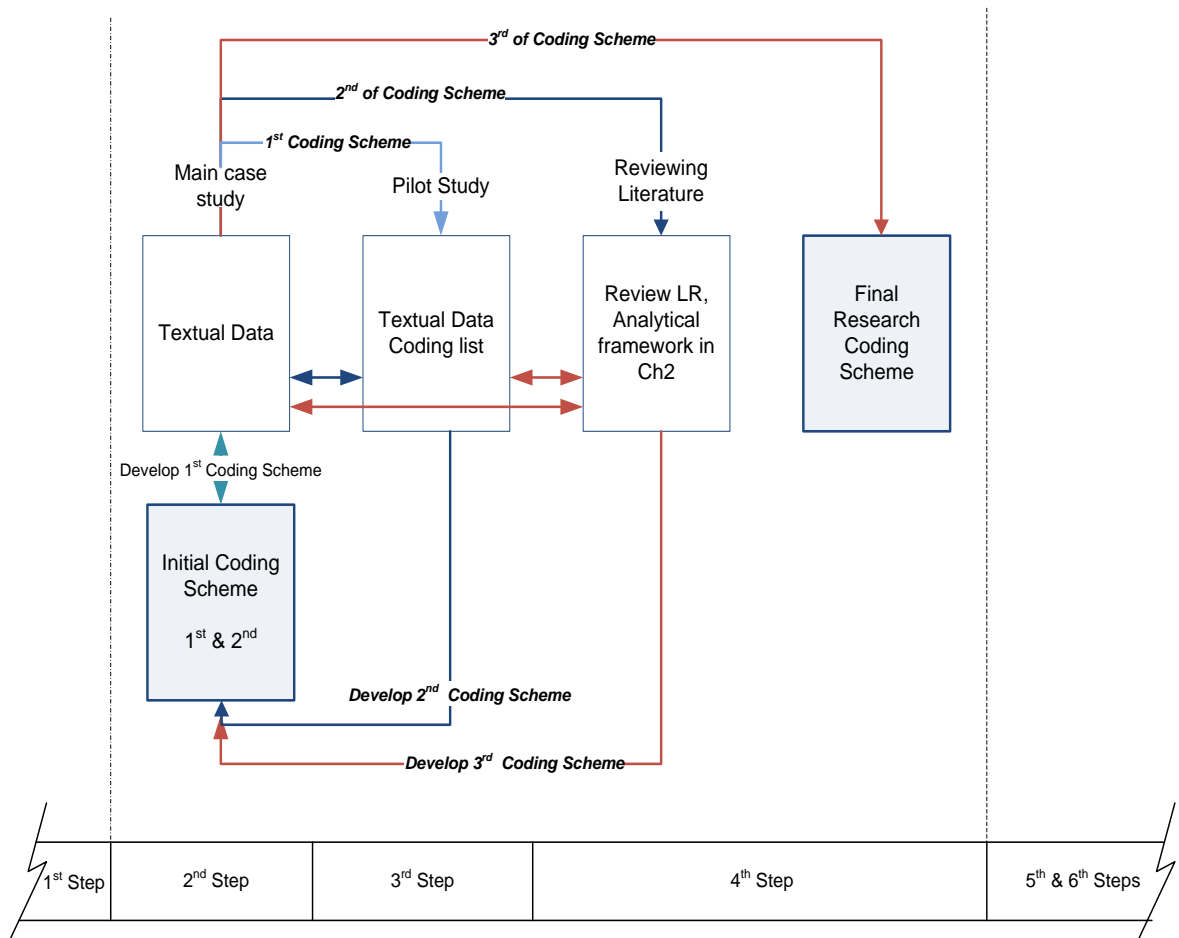 3rd of Coding Scheme
2nd of Coding Scheme
1st Coding Scheme
Main case
study
Pilot Study
Reviewing
Literature
Textual Data
Textual Data
Coding list
Review LR,
Analytical
framework in
Ch2
Final
Research
Coding
Scheme
Develop 1st Coding Scheme
Initial Coding
Scheme
1st & 2nd
Develop 2nd Coding Scheme
Develop 3rd Coding Scheme
1st Step
2nd Step
3rd Step
4th Step
5th & 6th Steps